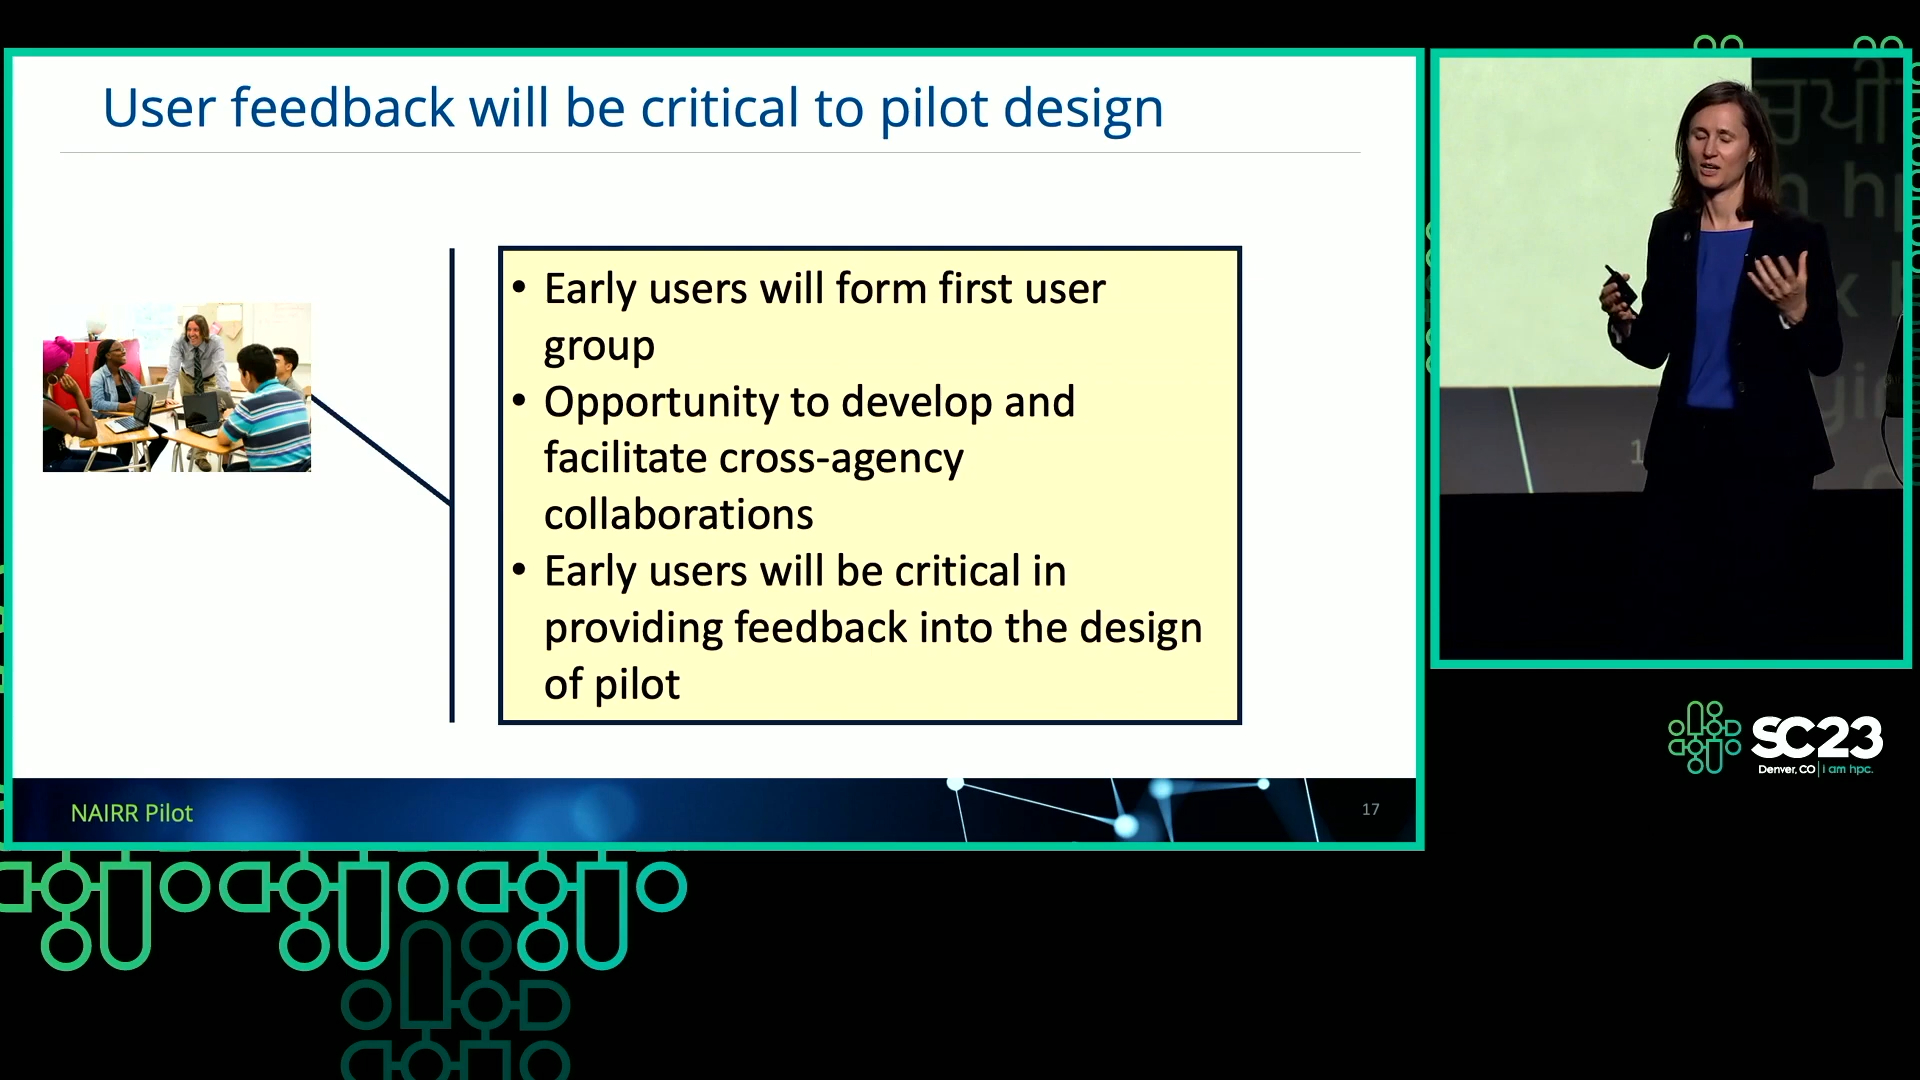 User feedback will be critical to pilot design
• Early users will form first user
group
• Opportunity to develop and
facilitate cross-agency
collaborations
• Early users will be critical in
providing feedback into the design
of pilot
NAIRR Pilot
17
SC23
Denver, CO | i am hpc.